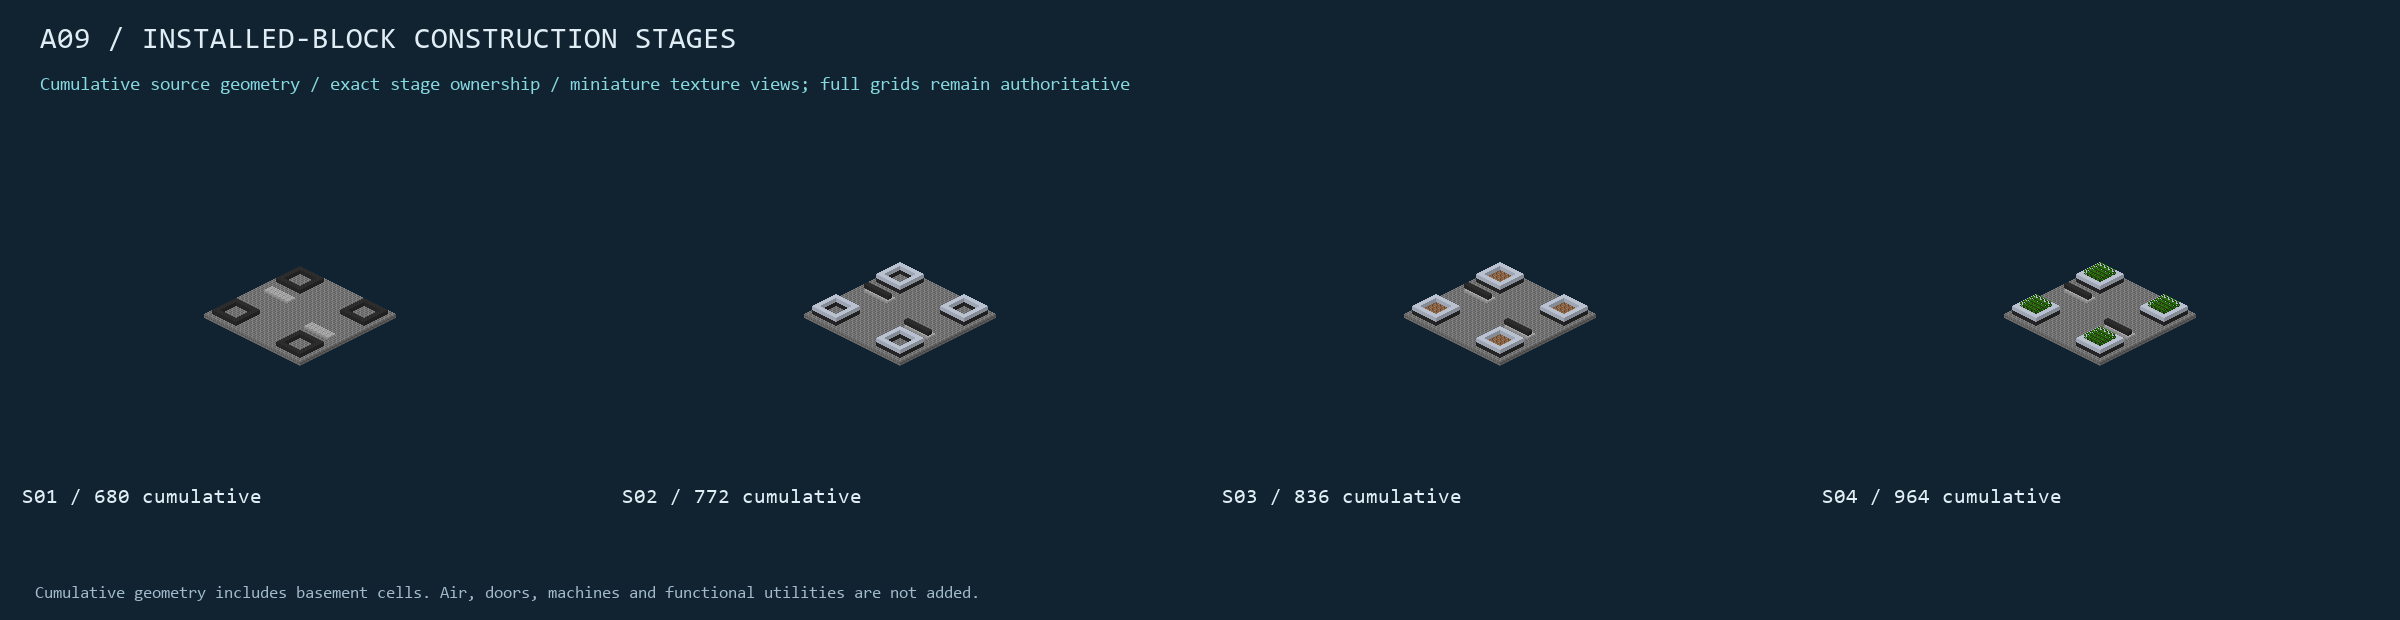 A09 / INSTALLED-BLOCK CONSTRUCTION STAGES
Cumulative source geometry / exact stage ownership / miniature texture views; full grids remain authoritative
S01 / 680 cumulative
S02 / 772 cumulative
S03 / 836 cumulative
S04 / 964 cumulative
Cumulative geometry includes basement cells. Air, doors, machines and functional utilities are not added.